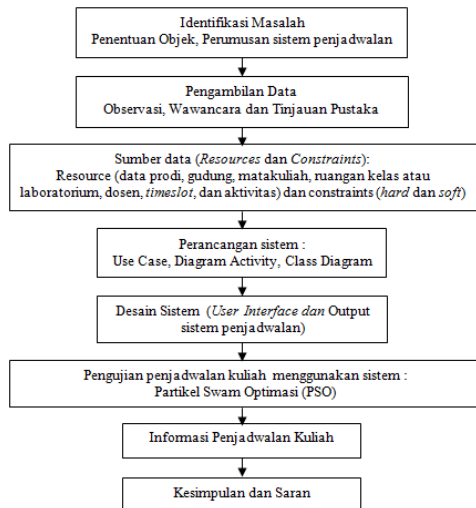 Identifikasi Masalah
Penentuan Objek, Perumusan sistem penjadwalan
Pengambilan Data
Observasi, Wawancara dan Tinjauan Pustaka
Sumber data (Resources dan Constraints):
Resource (data prodi, gudung, matakuliah, ruangan kelas atau
laboratorium, dosen, timeslot, dan aktivitas) dan constraints (hard dan soft)
Perancangan sistem :
Use Case, Diagram Activity, Class Diagram
Desain Sistem (User Interface dan Output
sistem penjadwalan)
Pengujian penjadwalan kuliah menggunakan sistem :
Partikel Swam Optimasi (PSO)
Informasi Penjadwalan Kuliah
Kesimpulan dan Saran